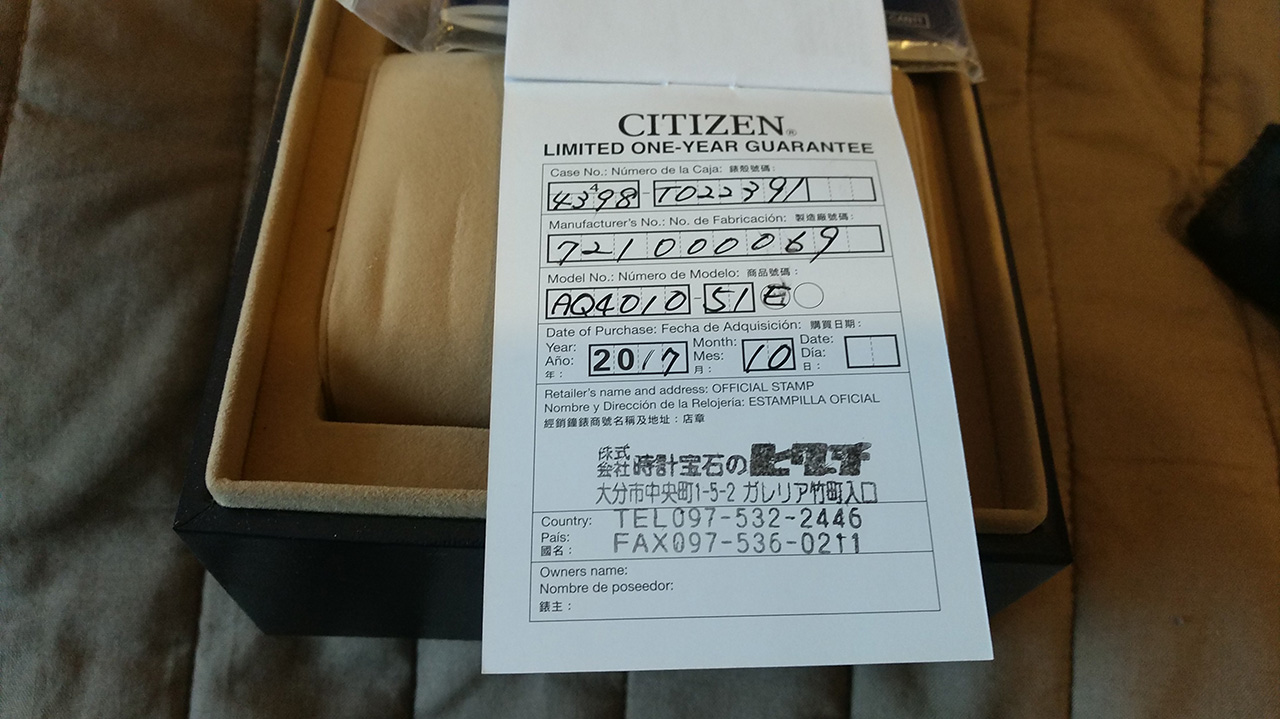 CITIZEN®
LIMITED ONE-YEAR GUARANTEE
Case No.: Número de la Caja: 錶殼號碼:
4398-T022391
Manufacturer's No.: No. de Fabricación: 製造廠號碼:
721000069
Model No.: Número de Modelo: 商品號碼:
AQ4010-51E
Date of Purchase: Fecha de Adquisición: 購買日期:
Year: 2017 Month: 10 Date:
Año: Mes: Día:
年: 月: 日:
Retailer's name and address: OFFICIAL STAMP
Nombre y Dirección de la Relojería: ESTAMPILLA OFICIAL
經銷鐘錶商號名稱及地址:店章
株式会社 時計宝石の
大分市中央町1-5-2 ガレリア竹町入口
Country: TEL097-532-2446
País:
國名: FAX097-536-0211
Owners name:
Nombre de poseedor:
錶主: